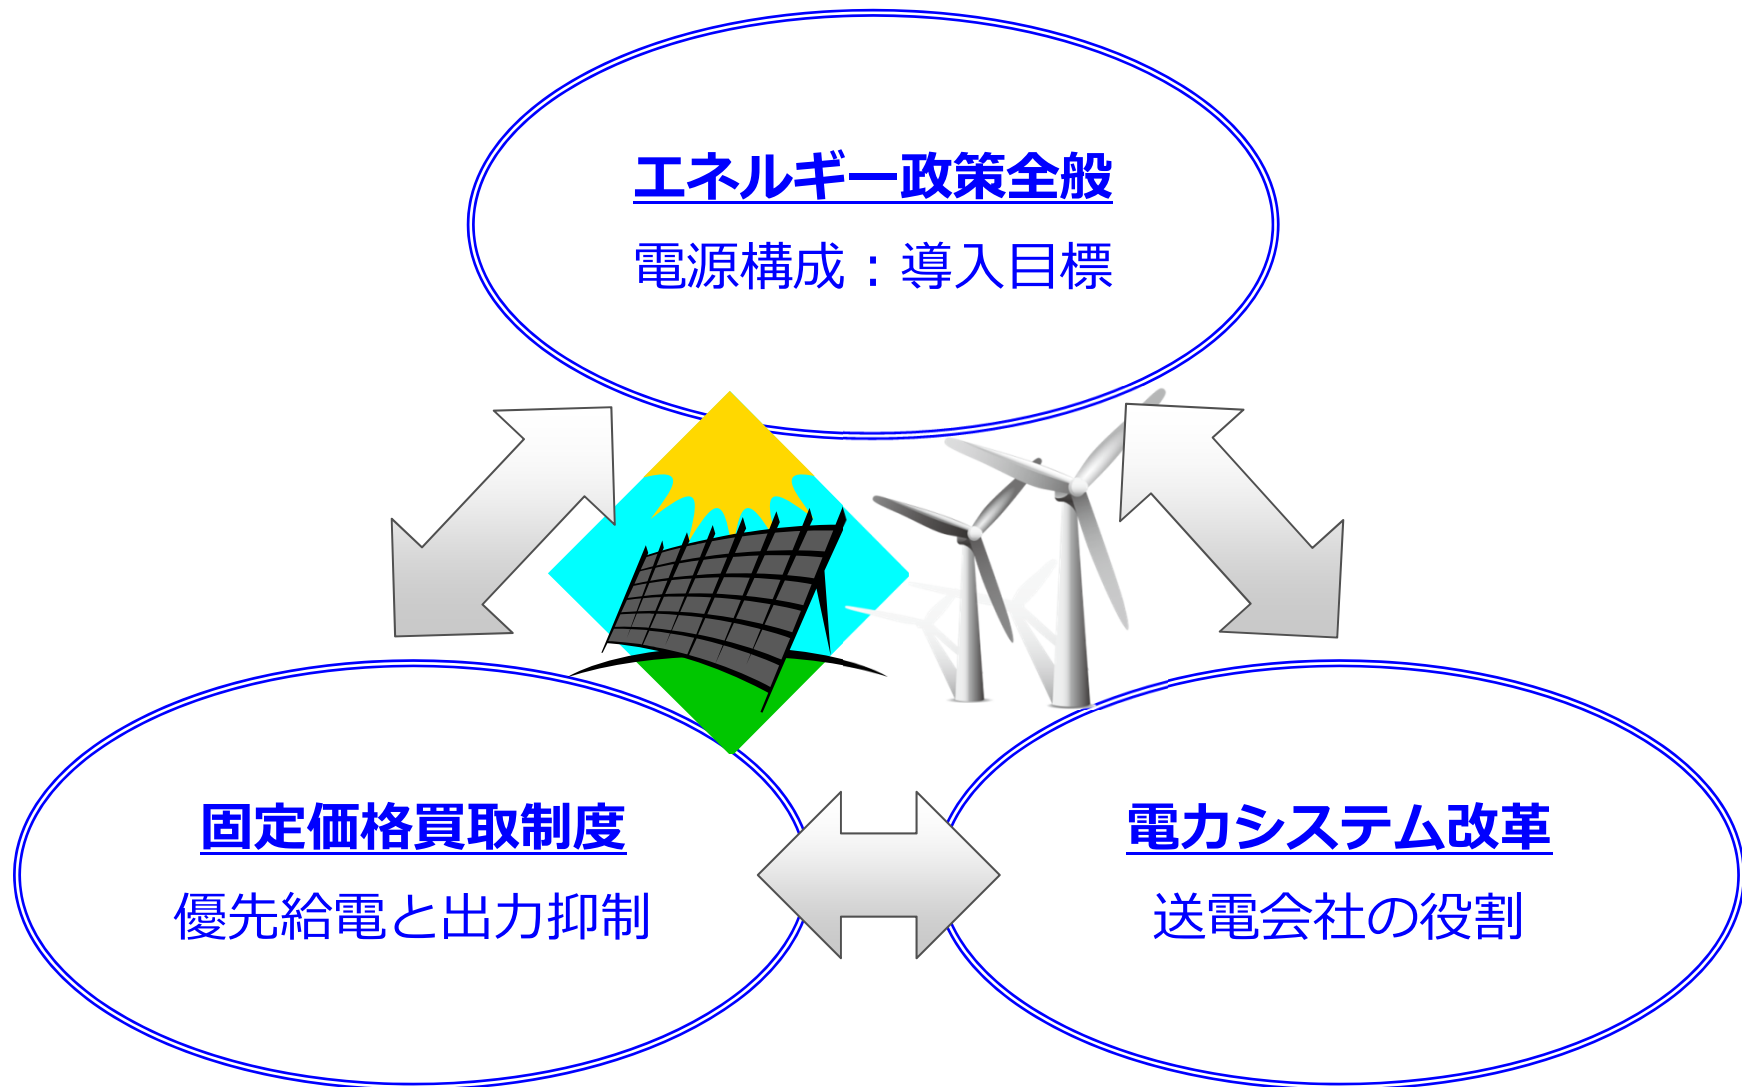 エネルギー政策全般
電源構成：導入目標
固定価格買取制度
優先給電と出力抑制
電力システム改革
送電会社の役割